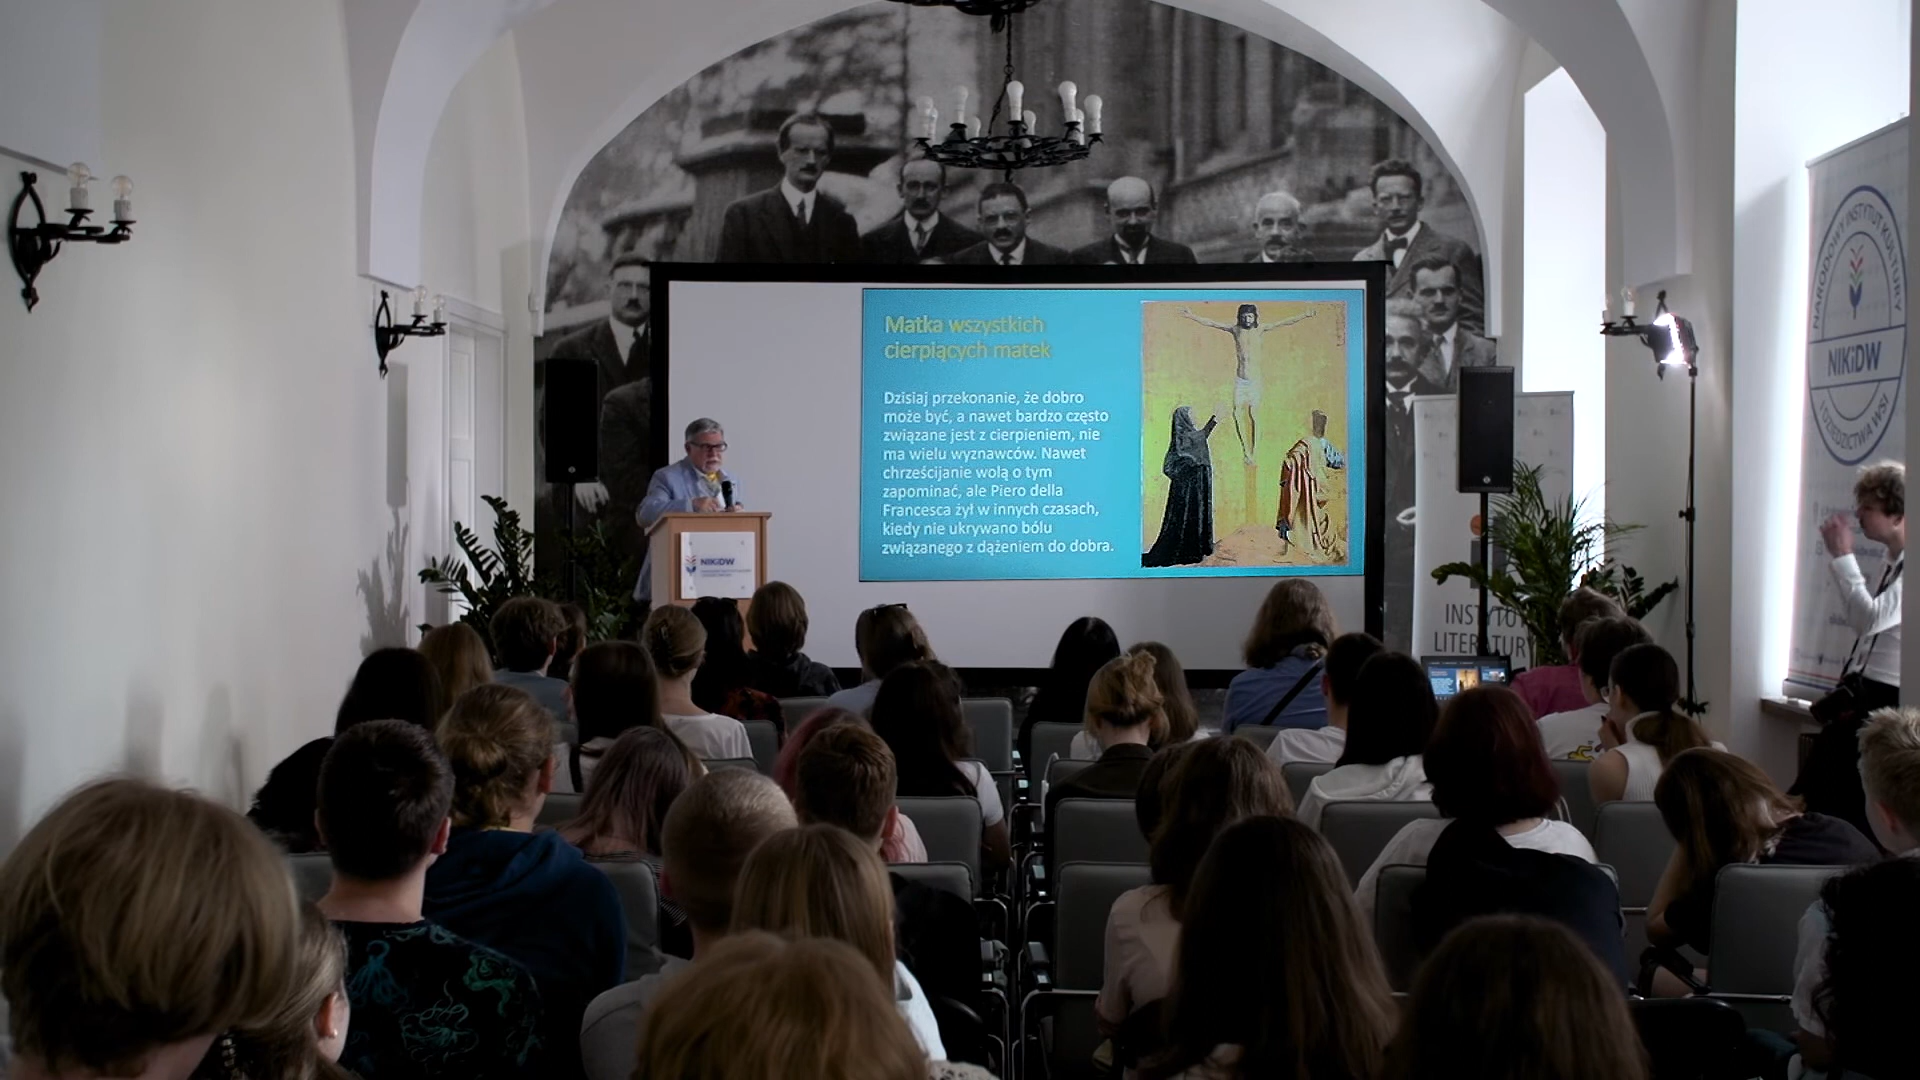 Matka wszystkich
cierpiących matek
Dzisiaj przekonanie, że dobro
może być, a nawet bardzo często
związane jest z cierpieniem, nie
ma wielu wyznawców. Nawet
chrześcijanie wolą o tym
zapominać, ale Piero della
Francesca żył w innych czasach,
kiedy nie ukrywano bólu
związanego z dążeniem do dobra.
NIKiDW
INSTYTUT
LITERATURY
NARODOWY INSTYTUT KULTURY
NIKiDW
I DZIEDZICTWA WSI